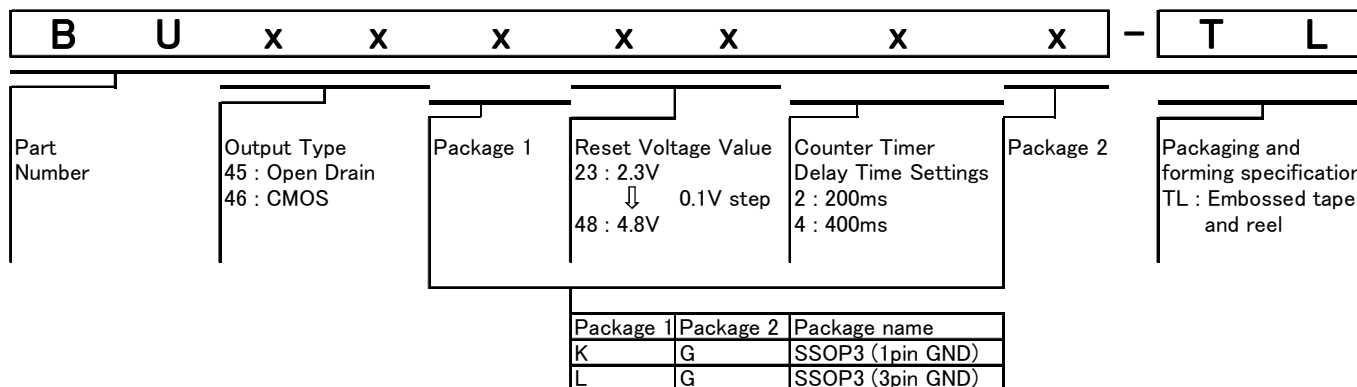 B U x x x x x x x - T L
Part
Number
Output Type
45 : Open Drain
46 : CMOS
Package 1
Reset Voltage Value
23 : 2.3V
⇩ 0.1V step
48 : 4.8V
Counter Timer
Delay Time Settings
2 : 200ms
4 : 400ms
Package 2
Packaging and
forming specification
TL : Embossed tape
and reel
Package 1 Package 2 Package name
K G SSOP3 (1pin GND)
L G SSOP3 (3pin GND)